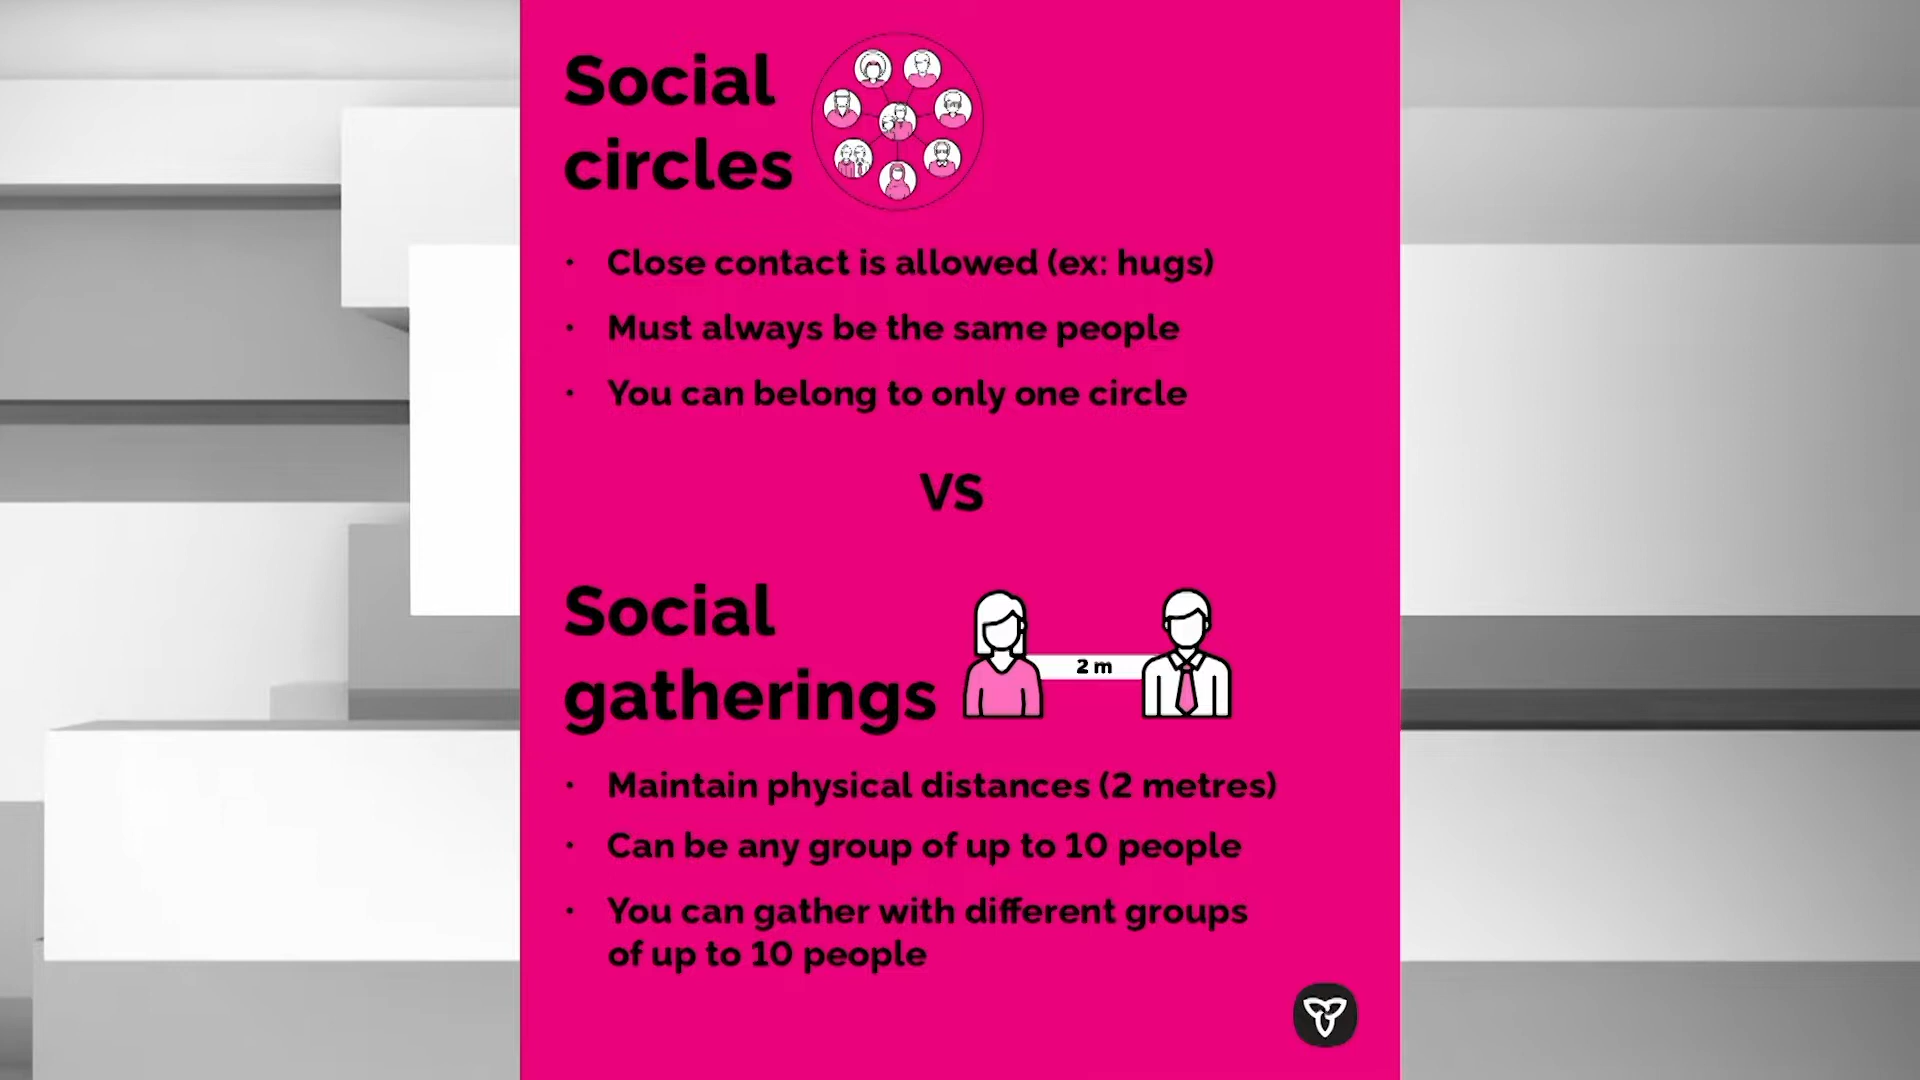 Social
circles
• Close contact is allowed (ex: hugs)
• Must always be the same people
• You can belong to only one circle
VS
Social
gatherings
2 m
• Maintain physical distances (2 metres)
• Can be any group of up to 10 people
• You can gather with different groups
of up to 10 people